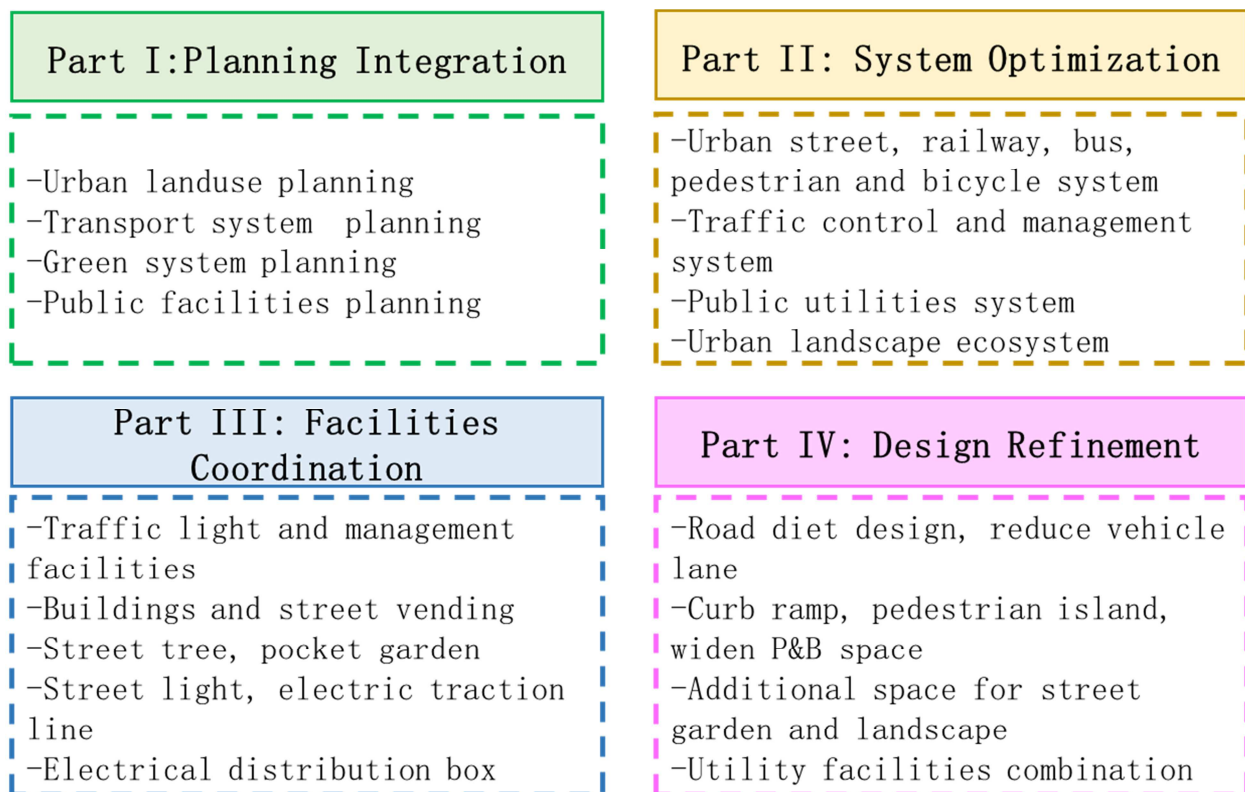 Part I:Planning Integration
-Urban landuse planning
-Transport system  planning
-Green system planning
-Public facilities planning
Part II: System Optimization
-Urban street, railway, bus,
pedestrian and bicycle system
-Traffic control and management
system
-Public utilities system
-Urban landscape ecosystem
Part III: Facilities
Coordination
-Traffic light and management
facilities
-Buildings and street vending
-Street tree, pocket garden
-Street light, electric traction
line
-Electrical distribution box
Part IV: Design Refinement
-Road diet design, reduce vehicle
lane
-Curb ramp, pedestrian island,
widen P&B space
-Additional space for street
garden and landscape
-Utility facilities combination